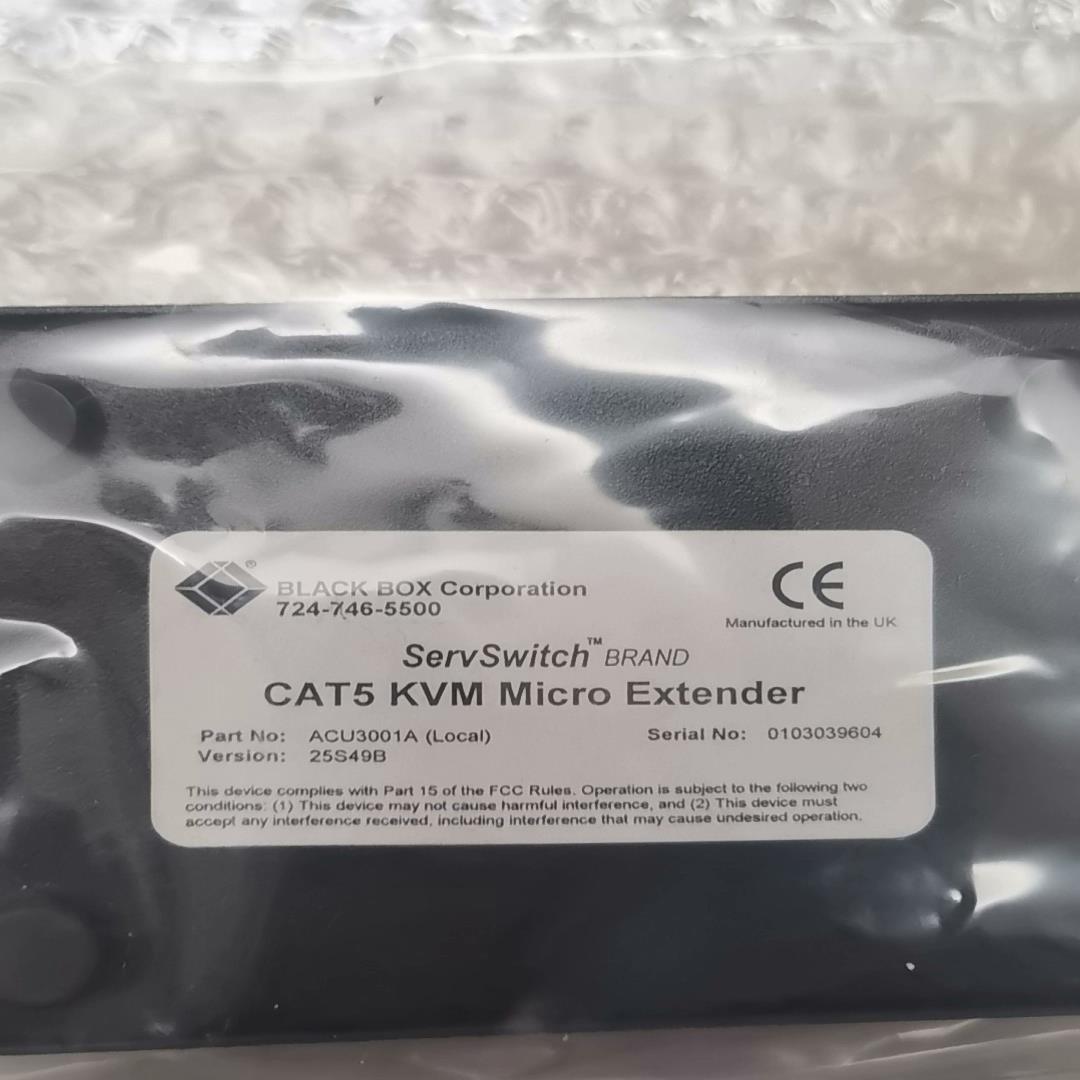 ®
BLACK BOX Corporation
724-746-5500
CE
Manufactured in the UK
ServSwitch™ BRAND
CAT5 KVM Micro Extender
Part No: ACU3001A (Local)
Serial No: 0103039604
Version: 25S49B
This device complies with Part 15 of the FCC Rules. Operation is subject to the following two
conditions: (1) This device may not cause harmful interference, and (2) This device must
accept any interference received, including interference that may cause undesired operation.